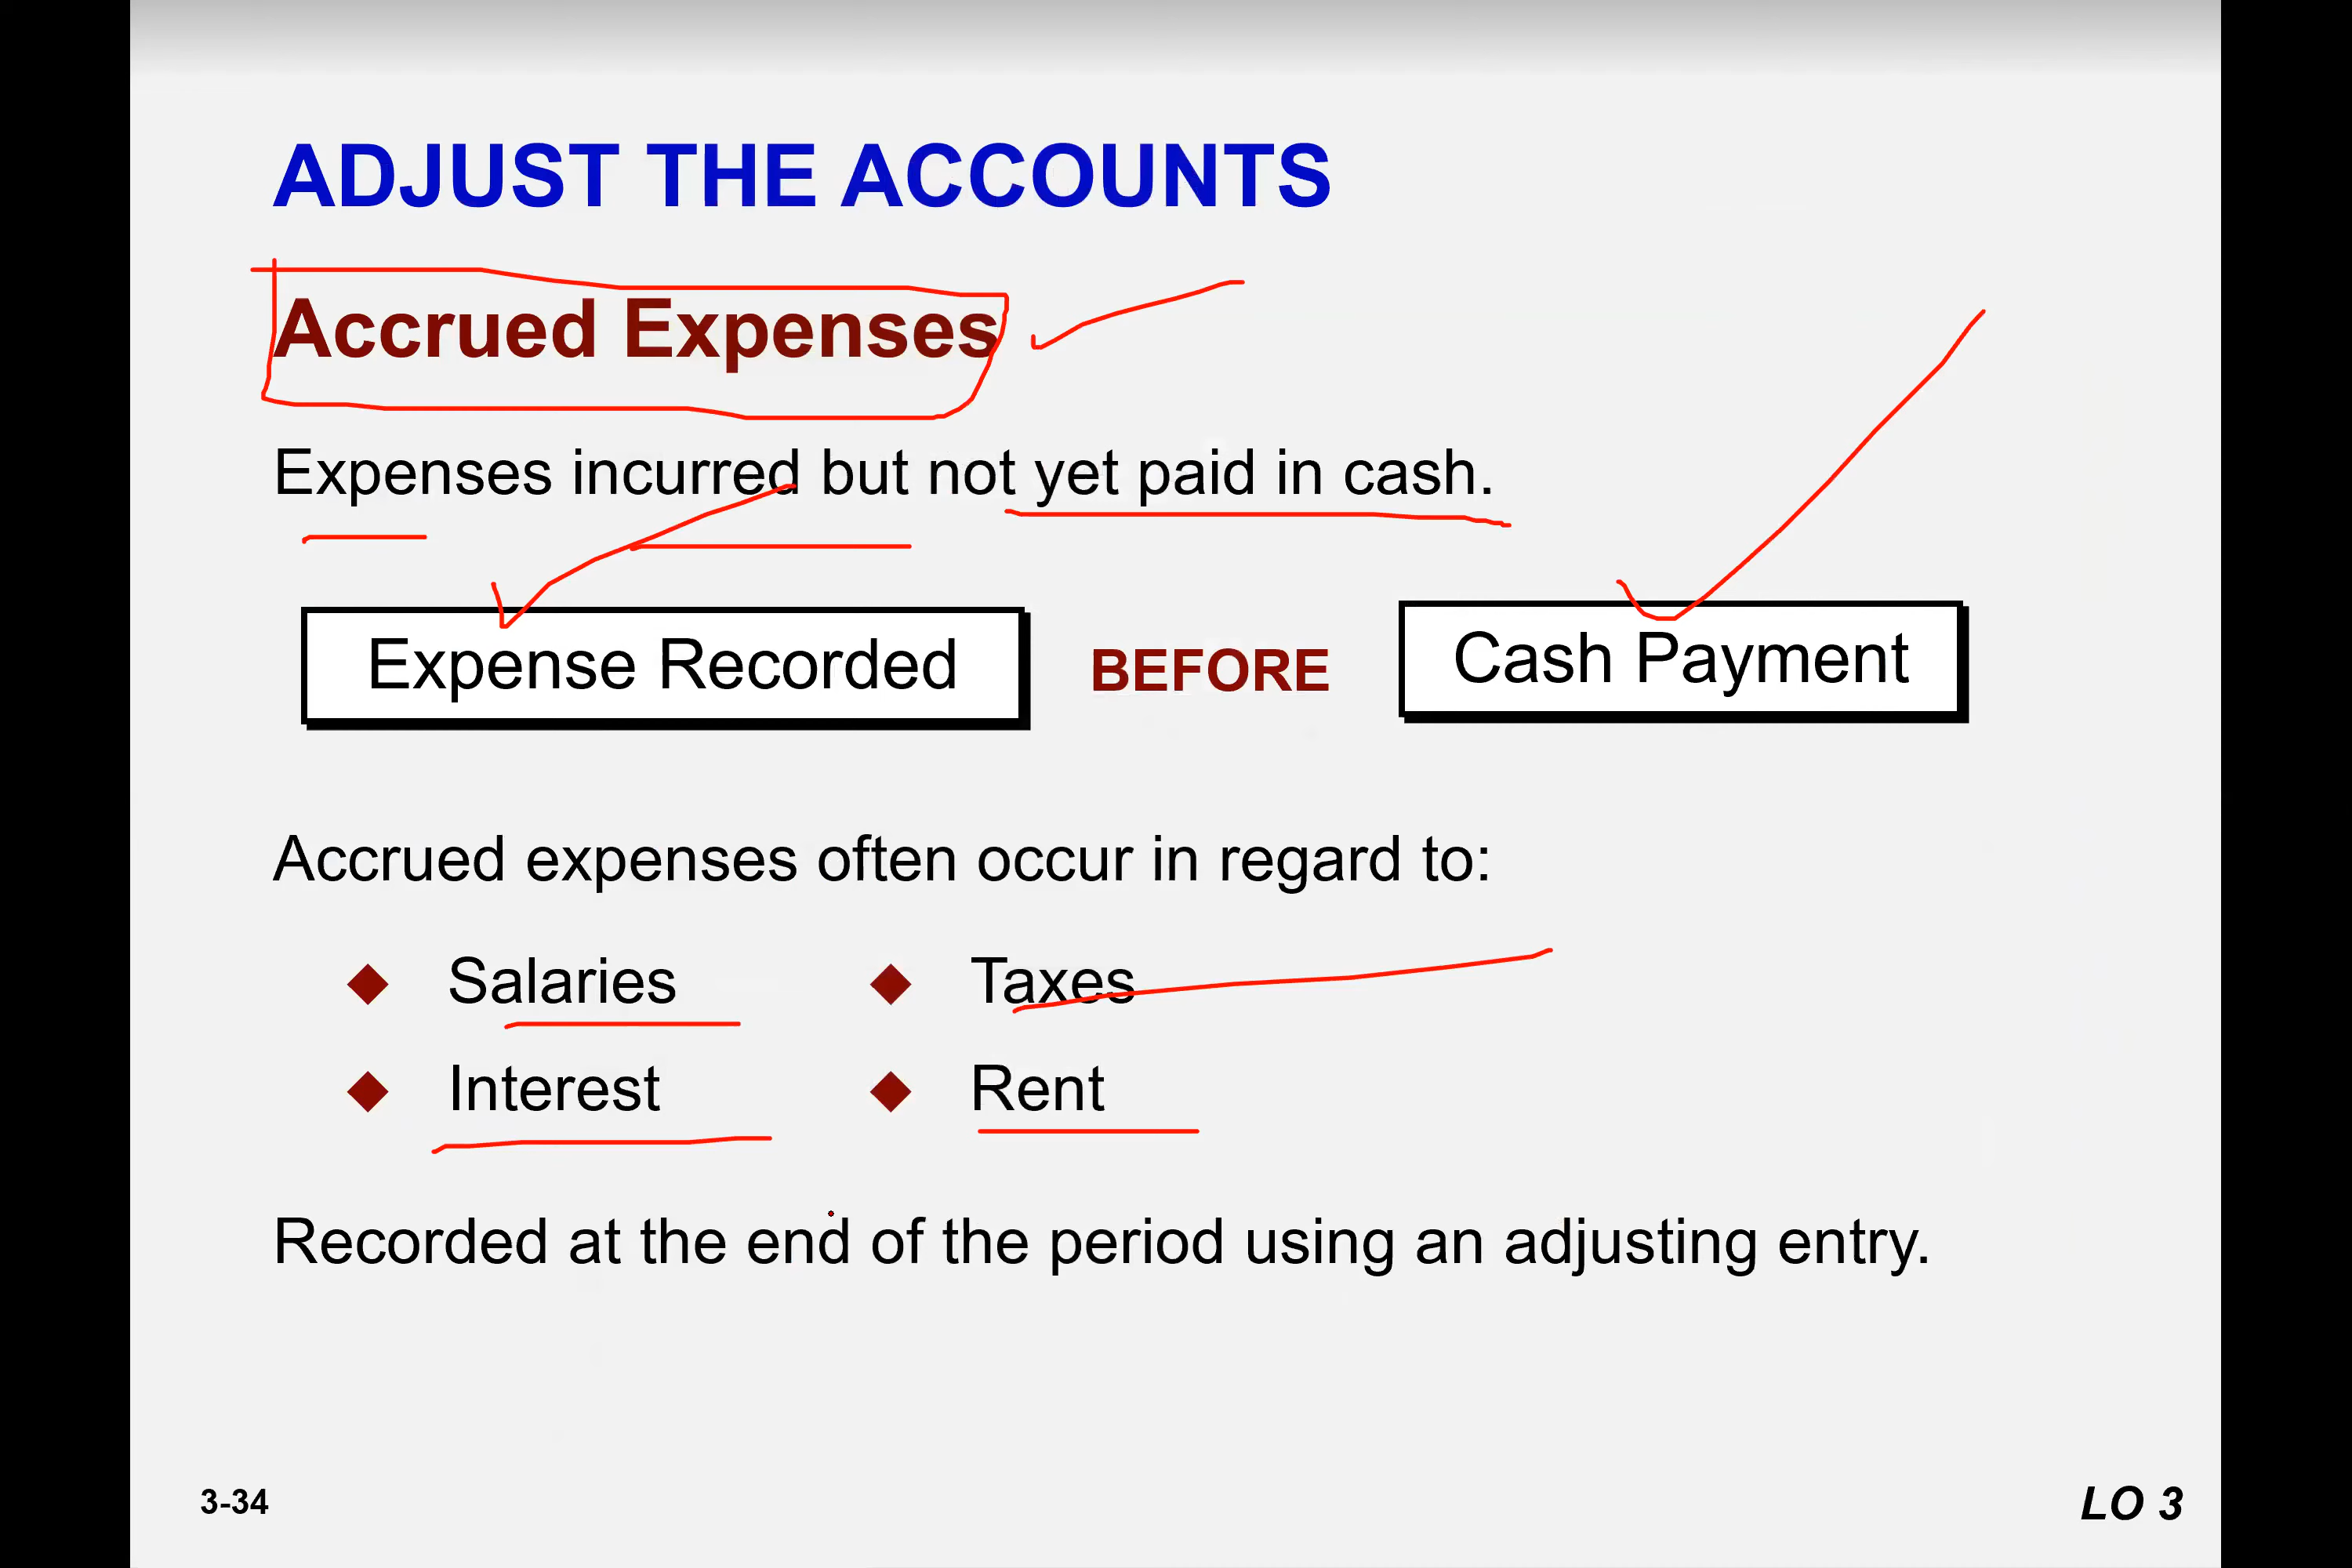 ADJUST THE ACCOUNTS
Accrued Expenses
Expenses incurred but not yet paid in cash.
Expense Recorded BEFORE Cash Payment
Accrued expenses often occur in regard to:
Salaries Taxes
Interest Rent
Recorded at the end of the period using an adjusting entry.
3-34 LO 3